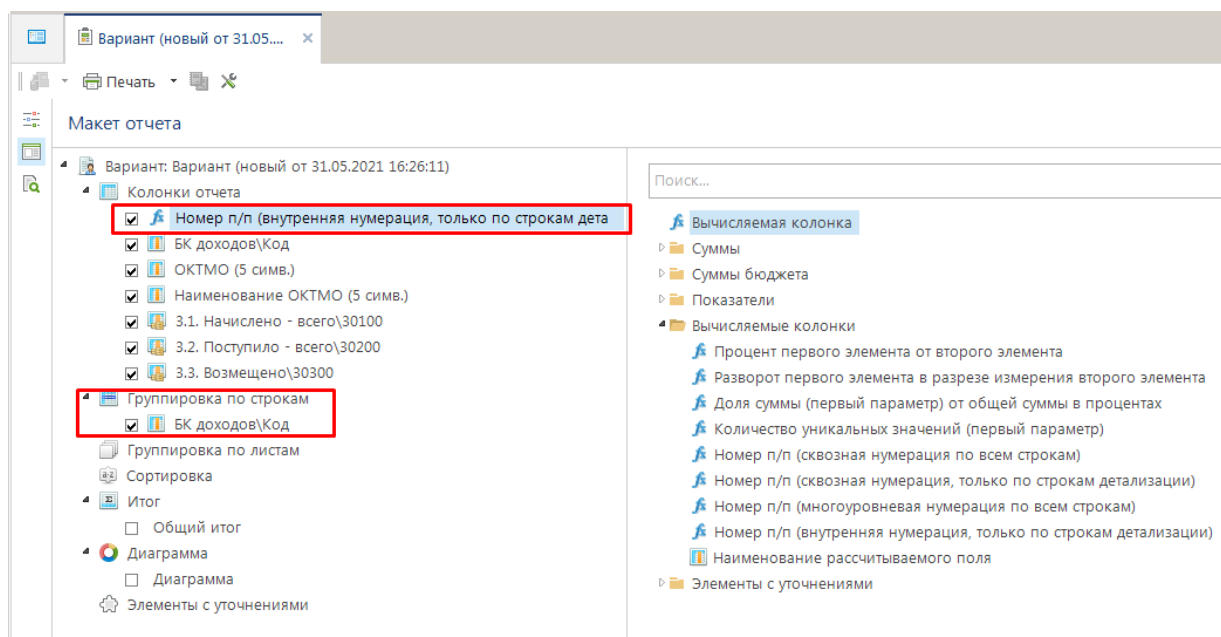 Вариант (новый от 31.05....
Печать
Макет отчета
Вариант: Вариант (новый от 31.05.2021 16:26:11)
Колонки отчета
Номер п/п (внутренняя нумерация, только по строкам дета
БК доходов\Код
ОКТМО (5 симв.)
Наименование ОКТМО (5 симв.)
3.1. Начислено - всего\30100
3.2. Поступило - всего\30200
3.3. Возмещено\30300
Группировка по строкам
БК доходов\Код
Группировка по листам
Сортировка
Итог
Общий итог
Диаграмма
Диаграмма
Элементы с уточнениями
Поиск...
Вычисляемая колонка
Суммы
Суммы бюджета
Показатели
Вычисляемые колонки
Процент первого элемента от второго элемента
Разворот первого элемента в разрезе измерения второго элемента
Доля суммы (первый параметр) от общей суммы в процентах
Количество уникальных значений (первый параметр)
Номер п/п (сквозная нумерация по всем строкам)
Номер п/п (сквозная нумерация, только по строкам детализации)
Номер п/п (многоуровневая нумерация по всем строкам)
Номер п/п (внутренняя нумерация, только по строкам детализации)
Наименование рассчитываемого поля
Элементы с уточнениями